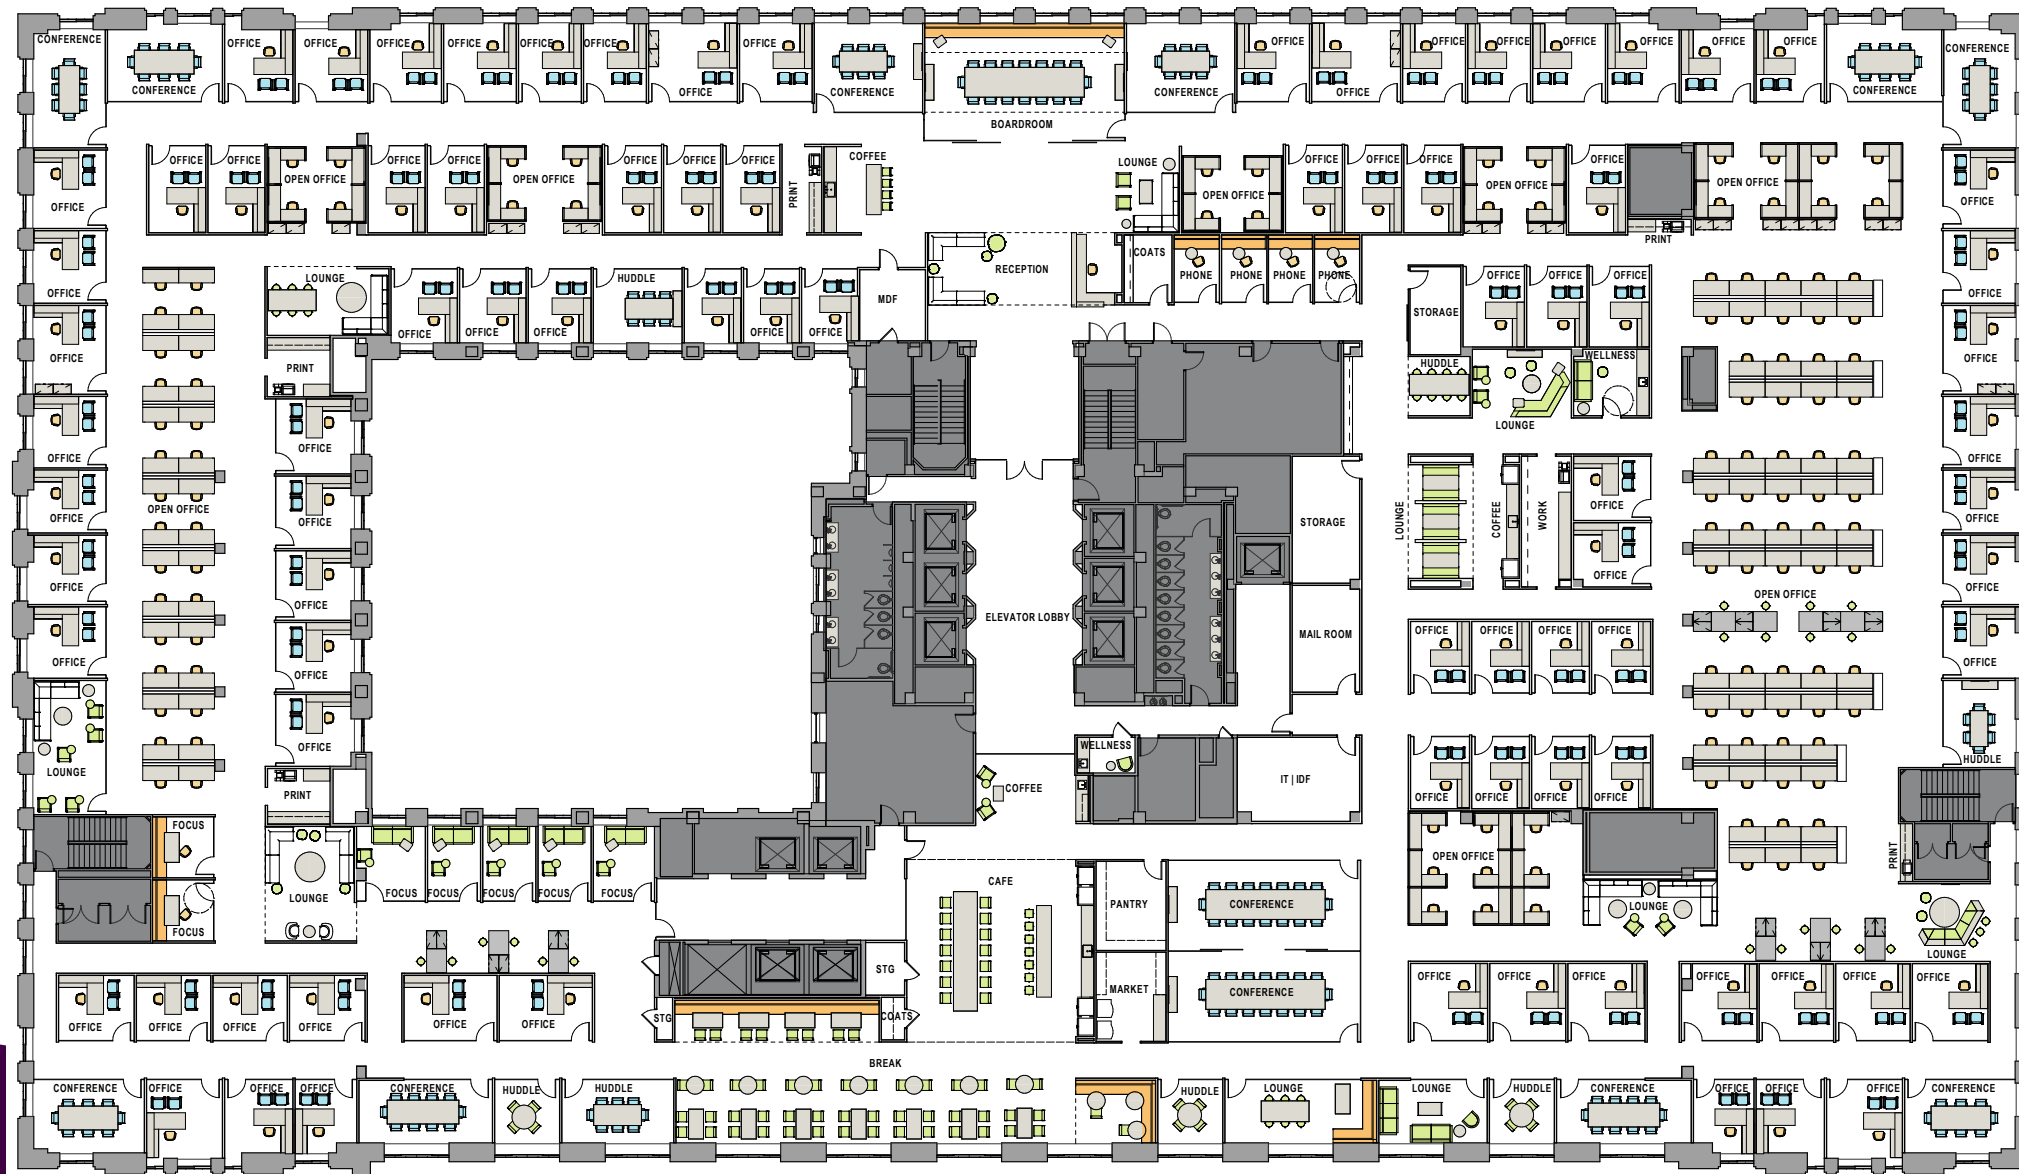 CONFERENCE
CONFERENCE
OFFICE
OFFICE
OFFICE
OFFICE
OFFICE
OFFICE
OFFICE
OFFICE
CONFERENCE
BOARDROOM
CONFERENCE
OFFICE
OFFICE
OFFICE
OFFICE
OFFICE
OFFICE
OFFICE
OFFICE
CONFERENCE
CONFERENCE
OFFICE
OFFICE
OFFICE
OPEN OFFICE
OFFICE
OFFICE
OPEN OFFICE
OFFICE
OFFICE
OFFICE
PRINT
COFFEE
LOUNGE
OPEN OFFICE
OFFICE
OFFICE
OFFICE
OPEN OFFICE
OFFICE
PRINT
OPEN OFFICE
OFFICE
OFFICE
LOUNGE
OFFICE
OFFICE
OFFICE
HUDDLE
OFFICE
OFFICE
OFFICE
MDF
RECEPTION
COATS
PHONE
PHONE
PHONE
PHONE
STORAGE
OFFICE
OFFICE
OFFICE
OFFICE
OFFICE
PRINT
HUDDLE
LOUNGE
WELLNESS
OFFICE
OFFICE
OFFICE
OFFICE
OFFICE
OPEN OFFICE
OFFICE
STORAGE
LOUNGE
COFFEE
WORK
OFFICE
OFFICE
OFFICE
OFFICE
OFFICE
OPEN OFFICE
OFFICE
OFFICE
OFFICE
ELEVATOR LOBBY
MAIL ROOM
OFFICE
OFFICE
OFFICE
OFFICE
OFFICE
OFFICE
OFFICE
LOUNGE
PRINT
COFFEE
WELLNESS
IT | IDF
OFFICE
OFFICE
OFFICE
OFFICE
HUDDLE
FOCUS
FOCUS
LOUNGE
FOCUS
FOCUS
FOCUS
FOCUS
FOCUS
CAFE
PANTRY
CONFERENCE
OPEN OFFICE
LOUNGE
PRINT
LOUNGE
STG
MARKET
CONFERENCE
OFFICE
OFFICE
OFFICE
OFFICE
OFFICE
OFFICE
OFFICE
OFFICE
OFFICE
OFFICE
OFFICE
OFFICE
OFFICE
STG
COATS
BREAK
CONFERENCE
OFFICE
OFFICE
OFFICE
CONFERENCE
HUDDLE
HUDDLE
HUDDLE
LOUNGE
LOUNGE
HUDDLE
CONFERENCE
OFFICE
OFFICE
OFFICE
CONFERENCE